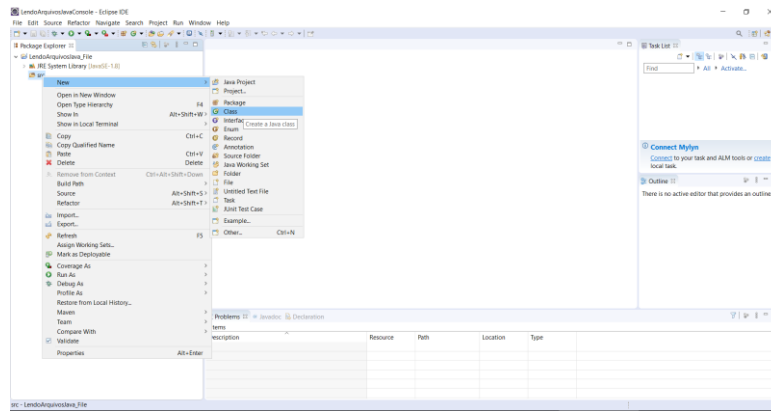 LendoArquivosJavaConsole - Eclipse IDE
File Edit Source Refactor Navigate Search Project Run Window Help
Package Explorer
LendoArquivosJava_File
JRE System Library [JavaSE-1.8]
src
New
Open in New Window
Open Type Hierarchy F4
Show In Alt+Shift+W
Show in Local Terminal
Copy Ctrl+C
Copy Qualified Name
Paste Ctrl+V
Delete Delete
Remove from Context Ctrl+Alt+Shift+Down
Build Path
Source Alt+Shift+S
Refactor Alt+Shift+T
Import...
Export...
Refresh F5
Assign Working Sets...
Mark as Deployable
Coverage As
Run As
Debug As
Profile As
Restore from Local History...
Maven
Team
Compare With
Validate
Properties Alt+Enter
Java Project
Project...
Package
Class
Interfac
Create a Java class
Enum
Record
Annotation
Source Folder
Java Working Set
Folder
File
Untitled Text File
Task
JUnit Test Case
Example...
Other... Ctrl+N
Task List
Find All Activate...
Connect Mylyn
Connect to your task and ALM tools or create
local task.
Outline
There is no active editor that provides an outline
Problems Javadoc Declaration
tems
escription Resource Path Location Type
src - LendoArquivosJava_File